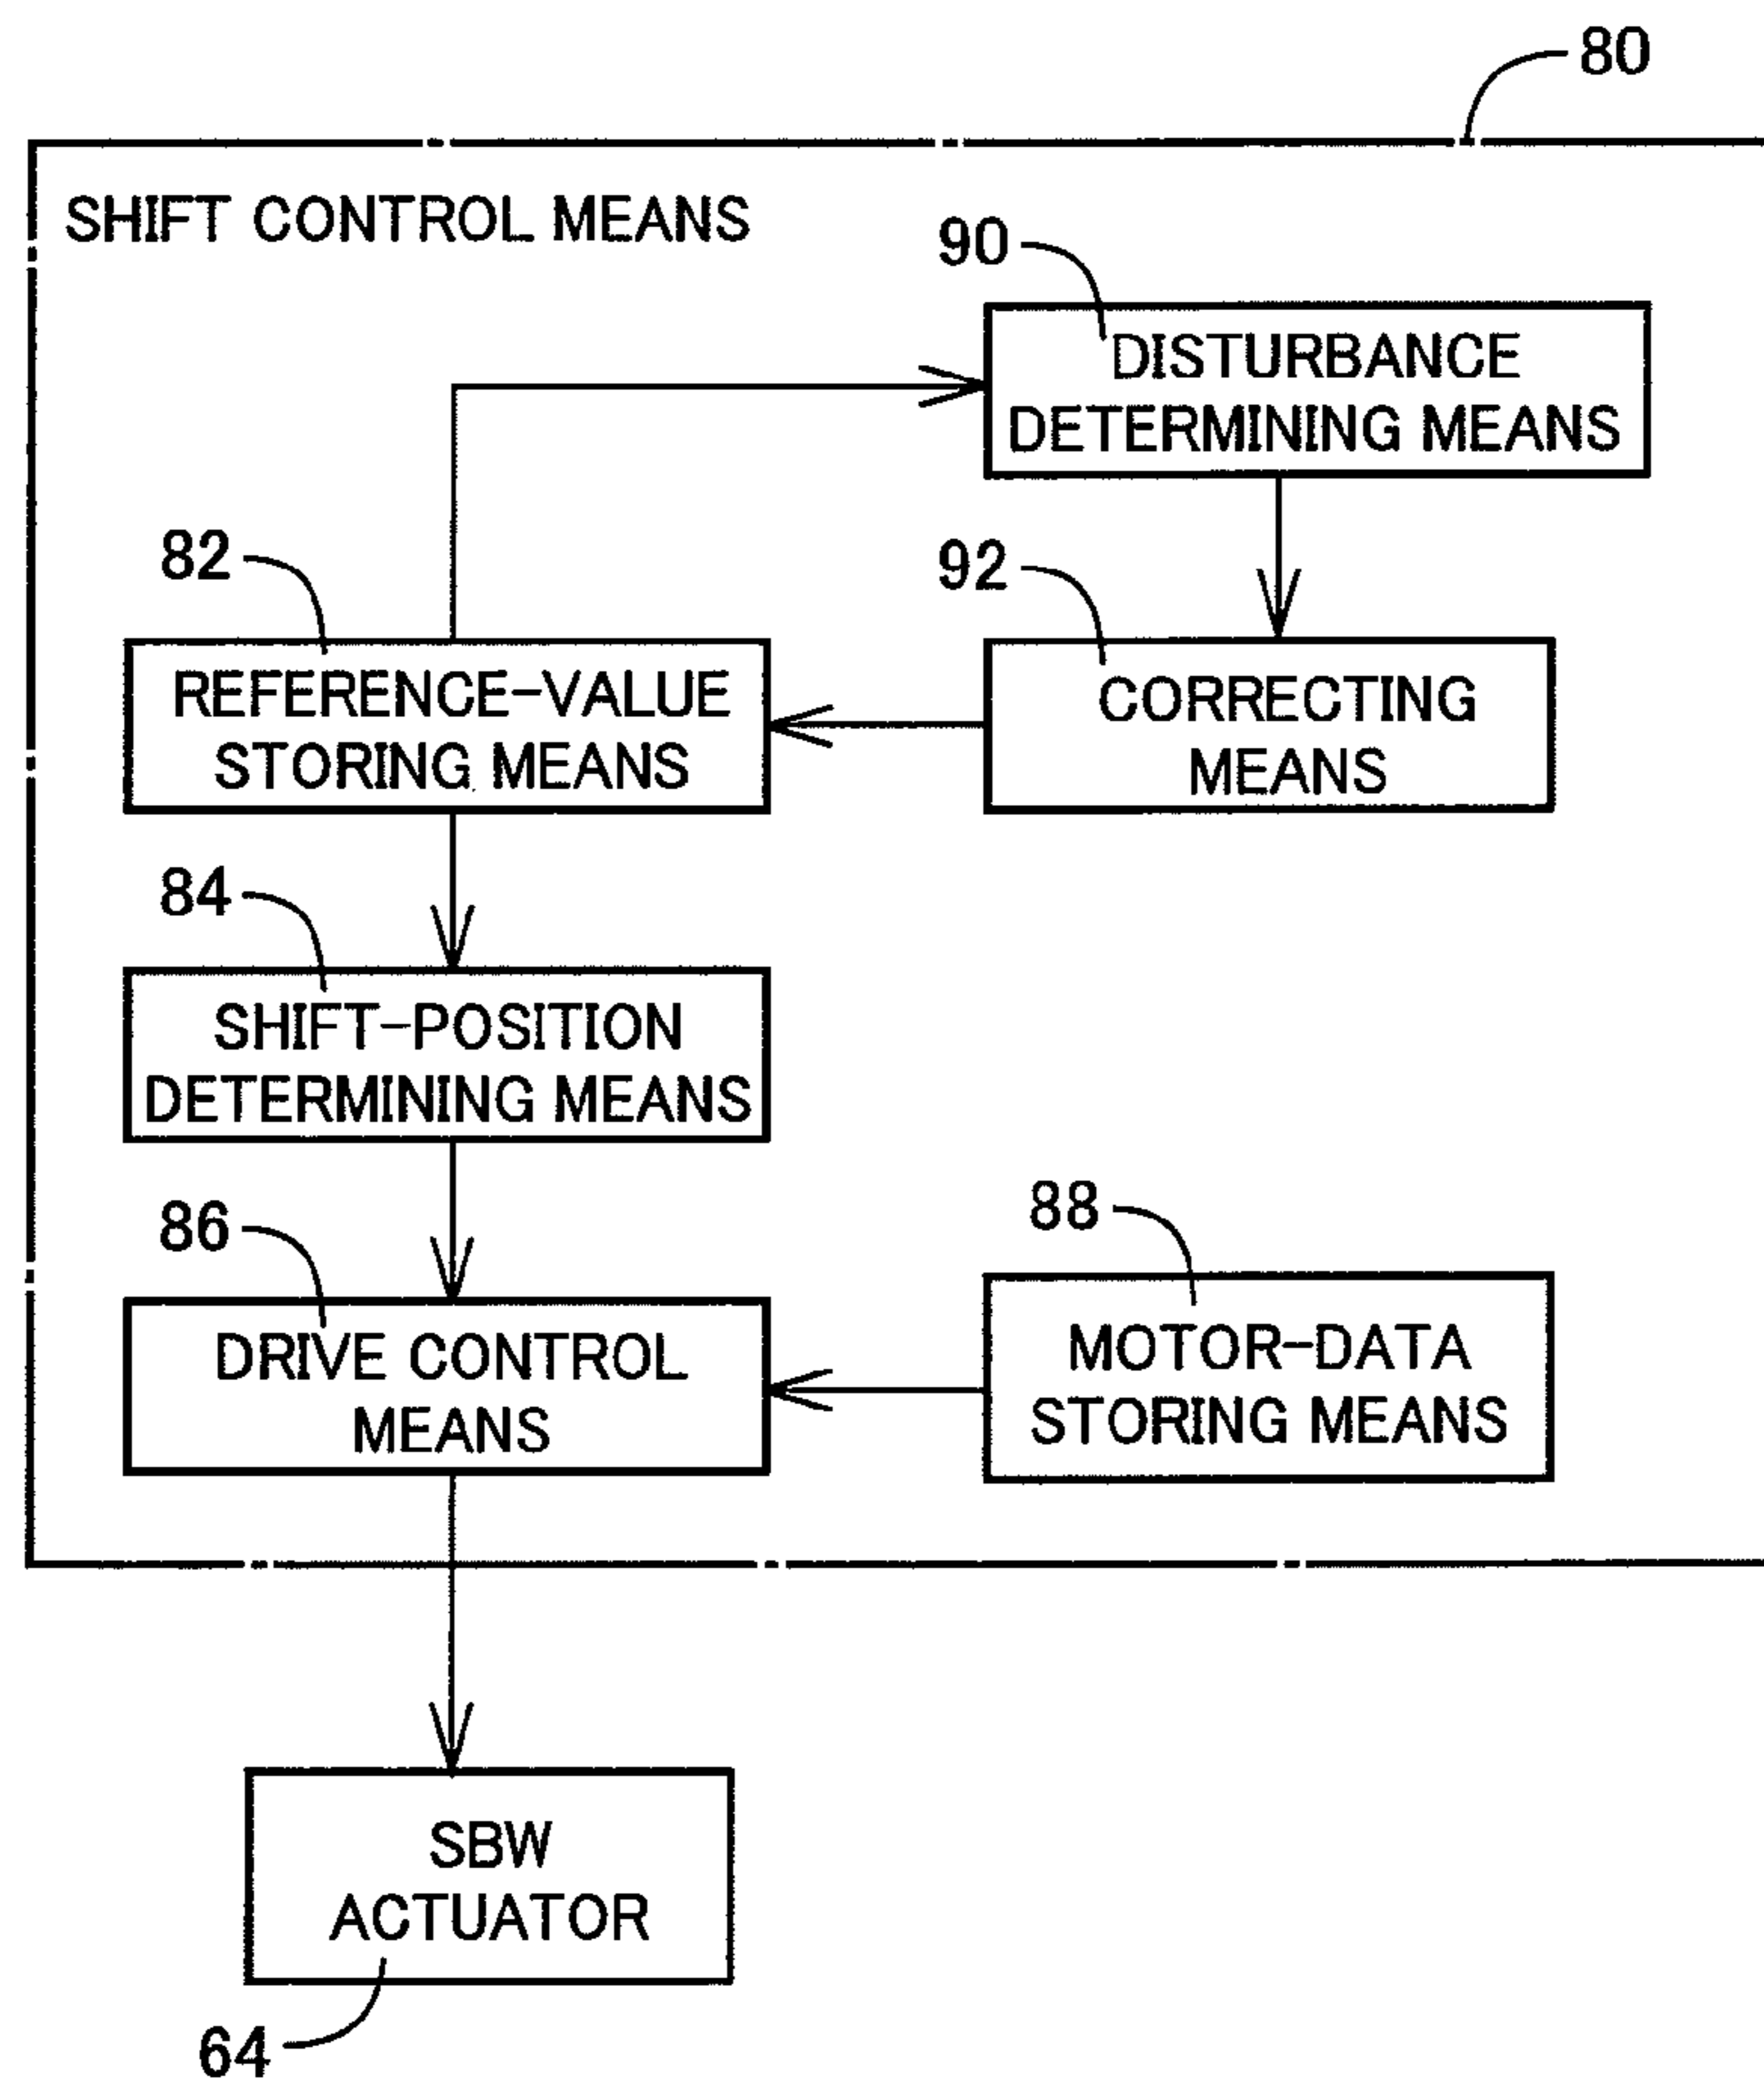 80
SHIFT CONTROL MEANS
90
DISTURBANCE
DETERMINING MEANS
82
92
REFERENCE-VALUE
STORING MEANS
CORRECTING
MEANS
84
SHIFT-POSITION
DETERMINING MEANS
86
88
DRIVE CONTROL
MEANS
MOTOR-DATA
STORING MEANS
SBW
ACTUATOR
64